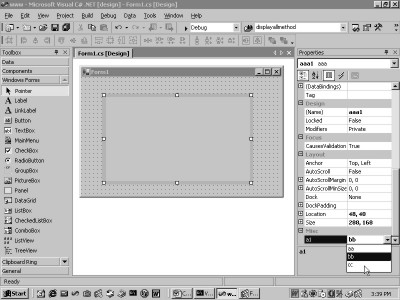 www - Microsoft Visual C# .NET [design] - Form1.cs [Design]
File Edit View Project Build Debug Data Tools Window Help
Debug displayallmethod
Toolbox
Data
Components
Windows Forms
Pointer
Label
LinkLabel
Button
TextBox
MainMenu
CheckBox
RadioButton
GroupBox
PictureBox
Panel
DataGrid
ListBox
CheckedListBox
ComboBox
ListView
TreeView
Clipboard Ring
General
Form1.cs [Design]
Form1
Properties
aaa1 aaa
(DataBindings)
Tag
Design
(Name) aaa1
Locked False
Modifiers Private
Focus
CausesValidation True
Layout
Anchor Top, Left
AutoScroll False
AutoScrollMargin 0, 0
AutoScrollMinSize 0, 0
Dock None
DockPadding
Location 48, 48
Size 288, 168
Misc
a1 bb
aa
bb
cc
a1
Start
3:39 PM